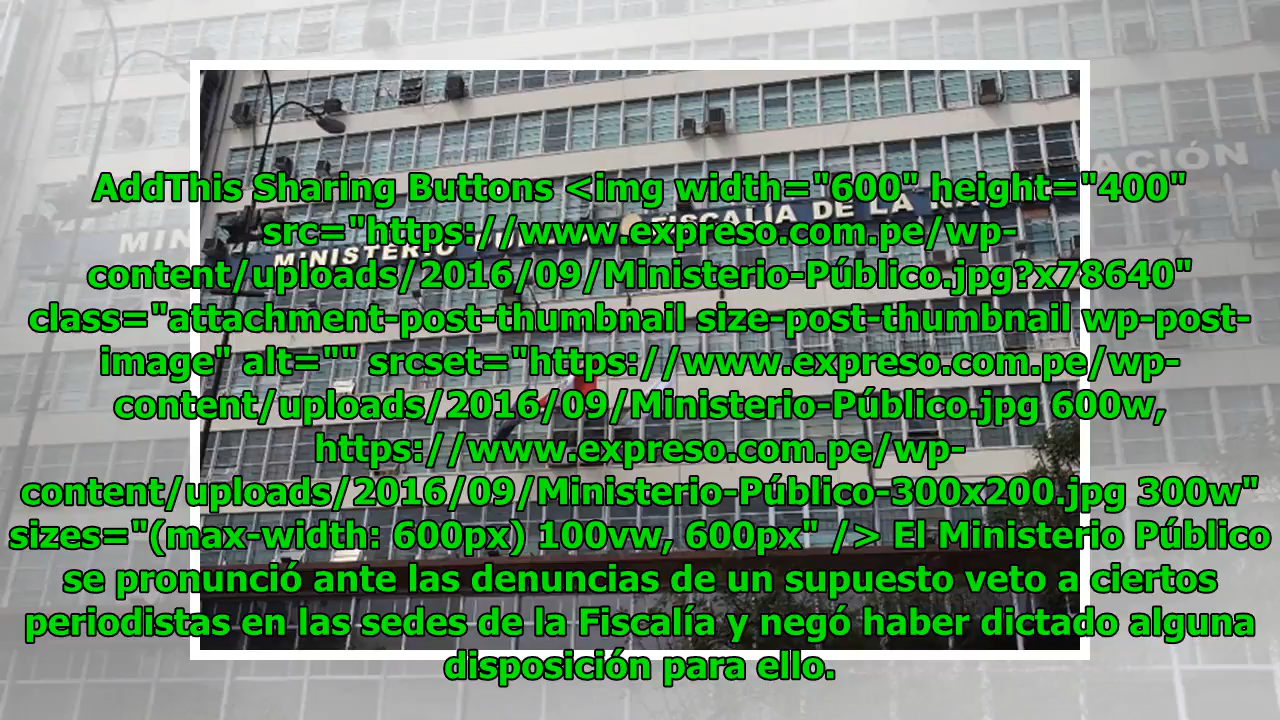 AddThis Sharing Buttons <img width="600" height="400"
src="https://www.expreso.com.pe/wp-
content/uploads/2016/09/Ministerio-Público.jpg?x78640"
class="attachment-post-thumbnail size-post-thumbnail wp-post-
image" alt="" srcset="https://www.expreso.com.pe/wp-
content/uploads/2016/09/Ministerio-Público.jpg 600w,
https://www.expreso.com.pe/wp-
content/uploads/2016/09/Ministerio-Público-300x200.jpg 300w"
sizes="(max-width: 600px) 100vw, 600px" /> El Ministerio Público
se pronunció ante las denuncias de un supuesto veto a ciertos
periodistas en las sedes de la Fiscalía y negó haber dictado alguna
disposición para ello.
MINISTERIO
FISCALÍA DE LA